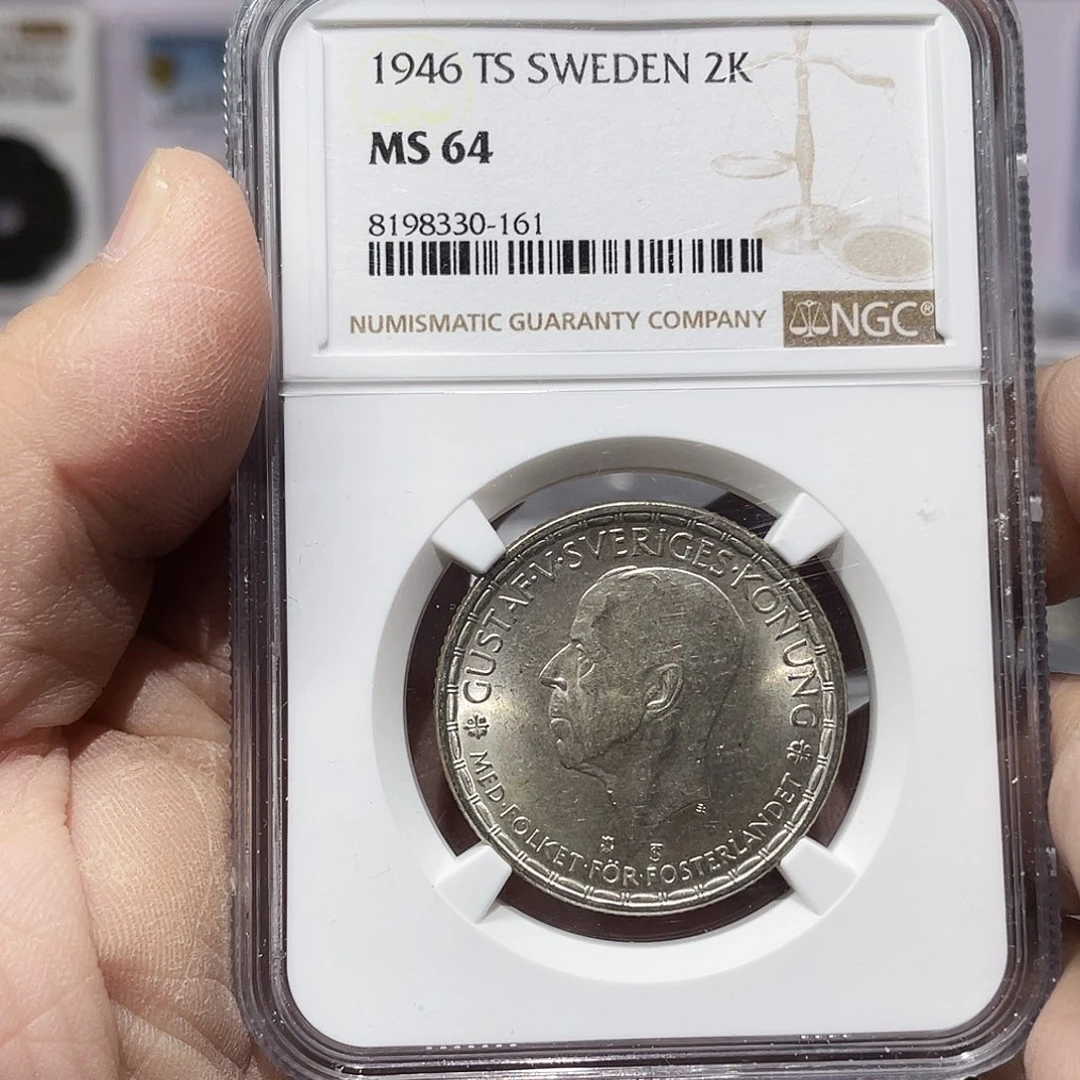 1946 TS SWEDEN 2K
MS 64
8198330-161
NUMISMATIC GUARANTY COMPANY
NGC®
GUSTAF·V·SVERIGES·KONUNG
MED·FOLKET·FÖR·FOSTERLANDET
TS